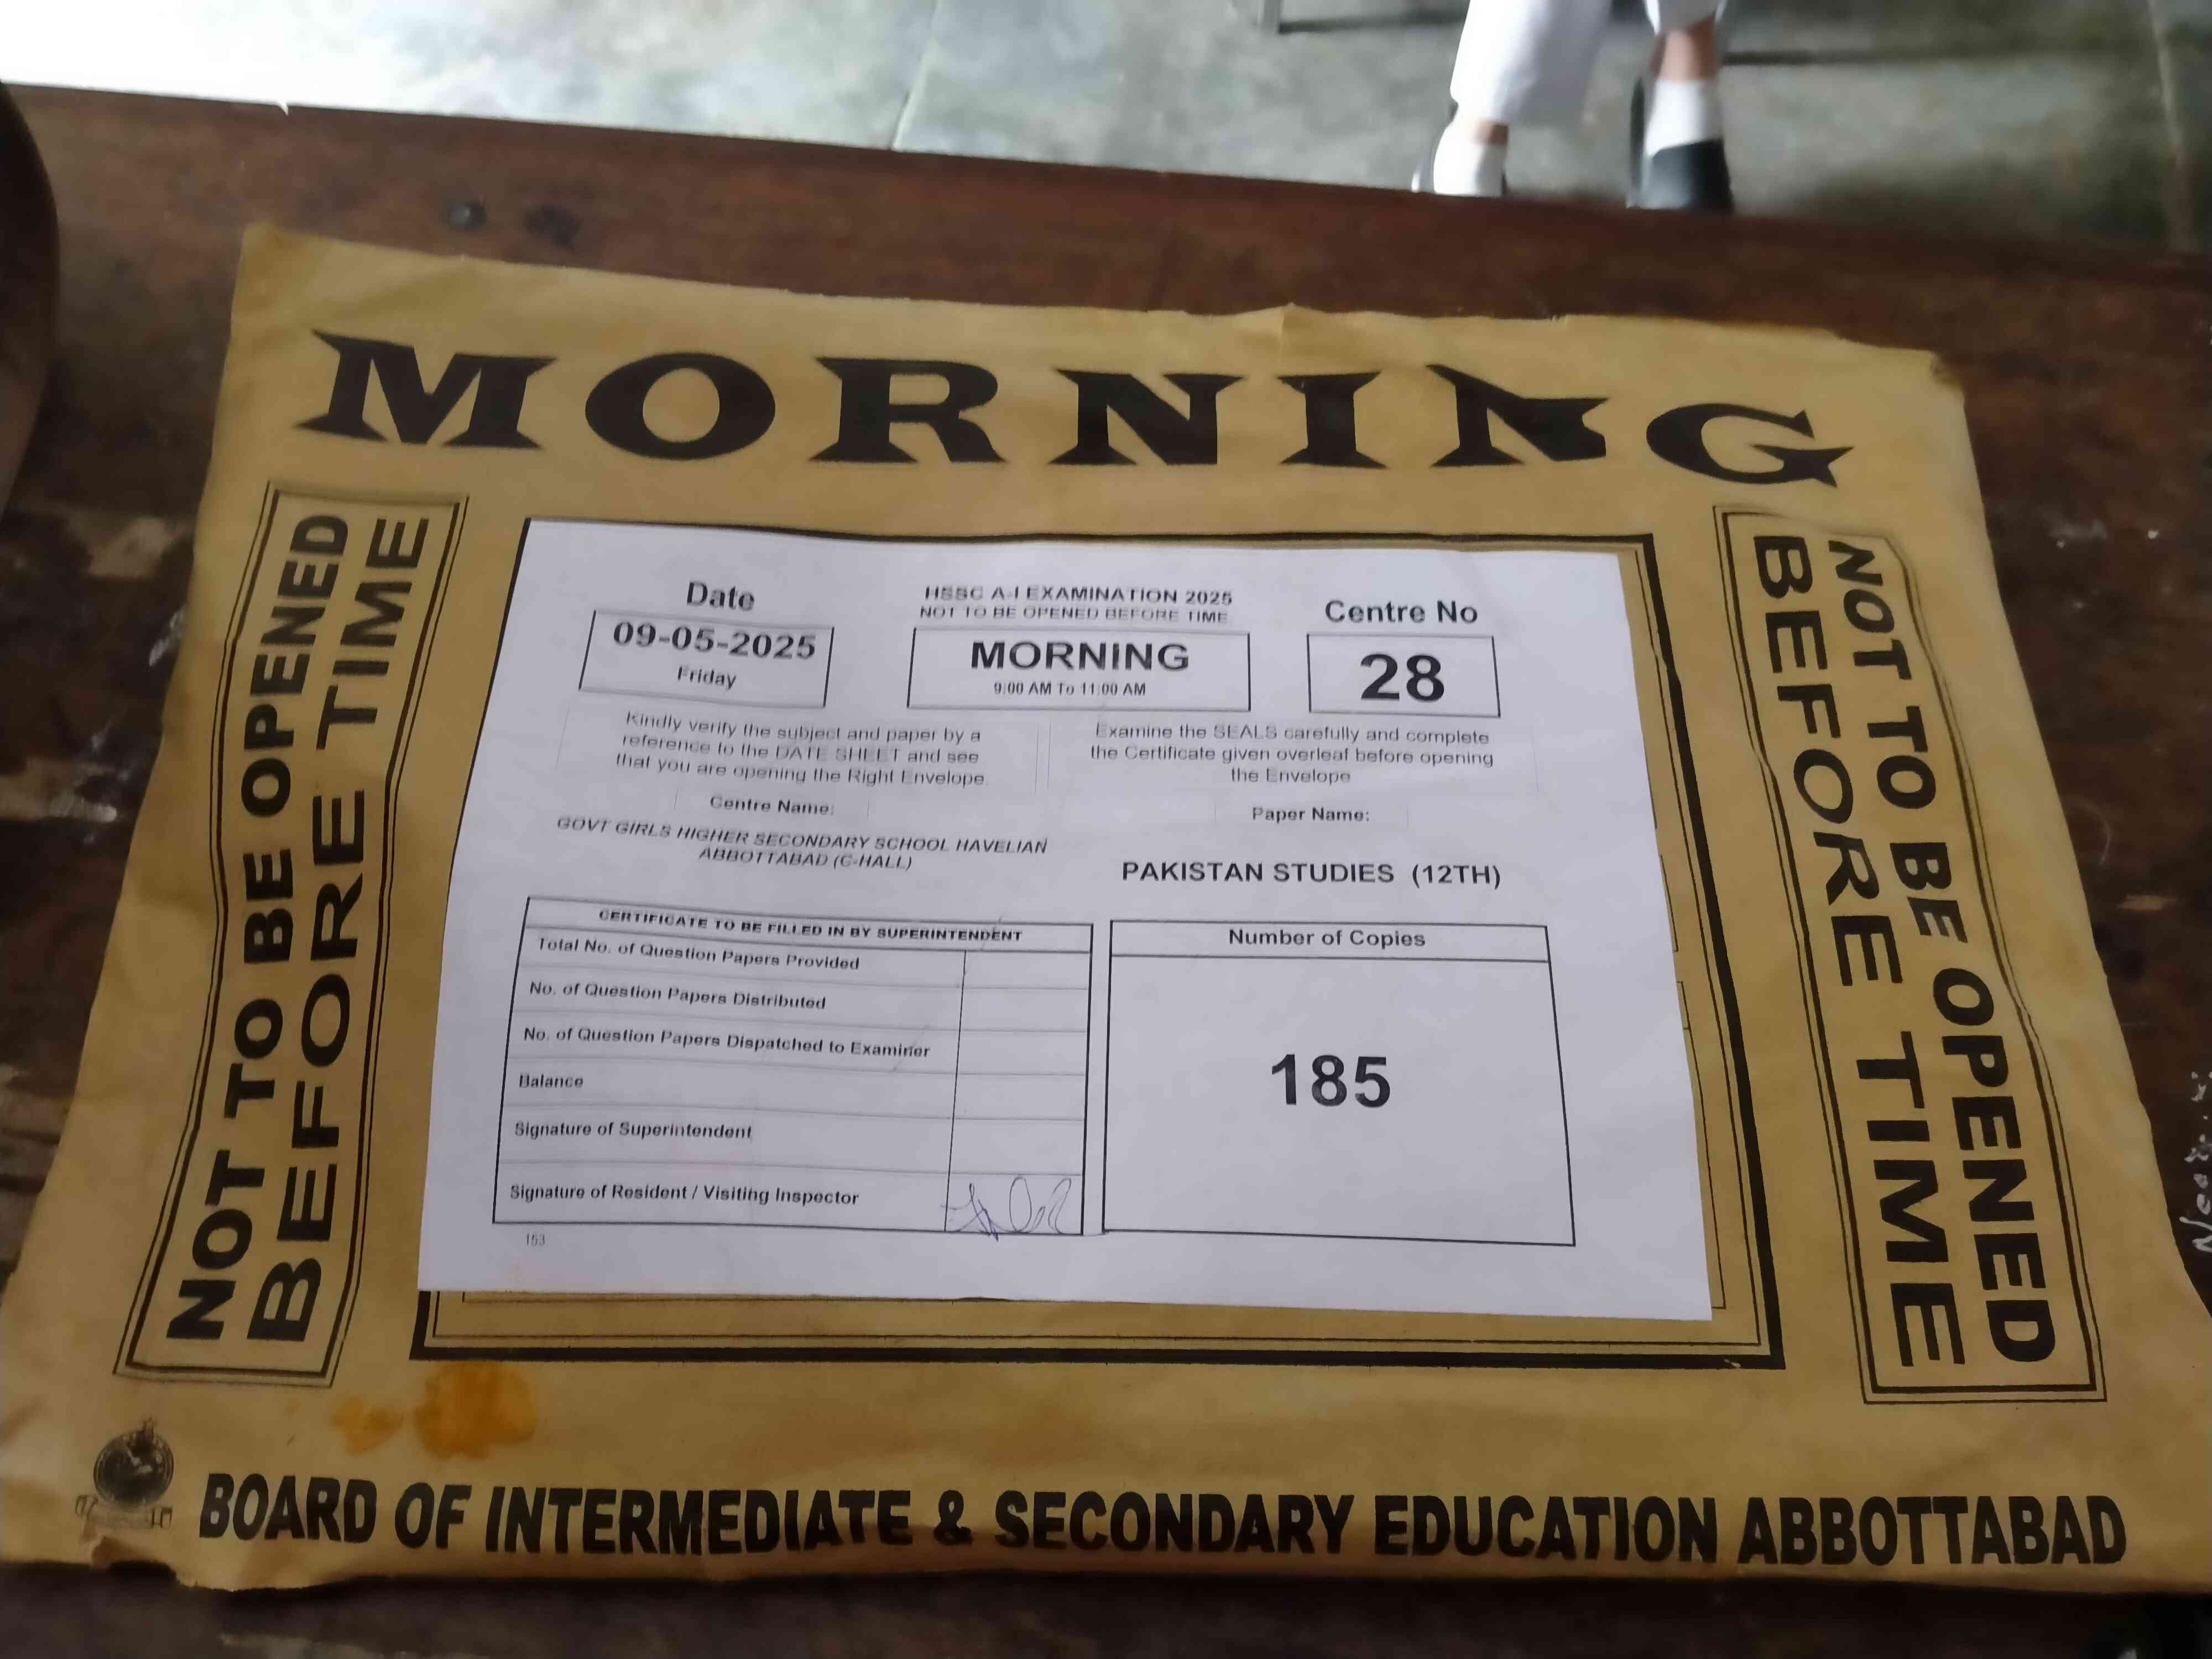 MORNING
NOT TO BE OPENED
BEFORE TIME
Date
09-05-2025
Friday
HSSC A-I EXAMINATION 2025
NOT TO BE OPENED BEFORE TIME
MORNING
9:00 AM To 11:00 AM
Centre No
28
Kindly verify the subject and paper by a
reference to the DATE SHEET and see
that you are opening the Right Envelope.
Examine the SEALS carefully and complete
the Certificate given overleaf before opening
the Envelope
Centre Name:
GOVT GIRLS HIGHER SECONDARY SCHOOL HAVELIAN
ABBOTTABAD (C-HALL)
Paper Name:
PAKISTAN STUDIES (12TH)
CERTIFICATE TO BE FILLED IN BY SUPERINTENDENT
Total No. of Question Papers Provided
No. of Question Papers Distributed
No. of Question Papers Dispatched to Examiner
Balance
Signature of Superintendent
Signature of Resident / Visiting Inspector
153
Number of Copies
185
NOT TO BE OPENED
BEFORE TIME
BOARD OF INTERMEDIATE & SECONDARY EDUCATION ABBOTTABAD